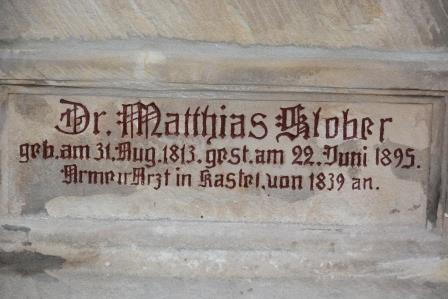 Dr. Matthias Klober
geb. am 31. Aug. 1813. gest. am 22. Juni 1895.
Armen Arzt in Kastel, von 1839 an.